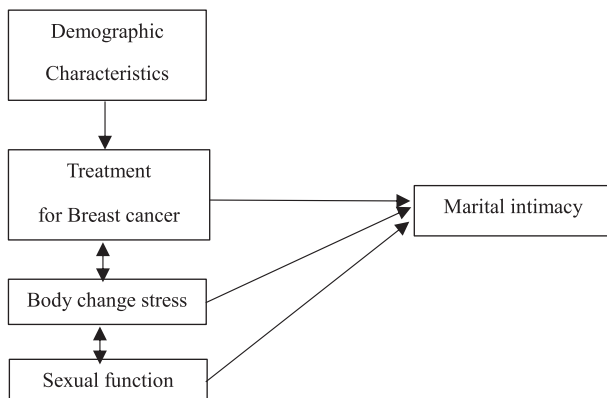 Demographic
Characteristics
Treatment
for Breast cancer
Marital intimacy
Body change stress
Sexual function